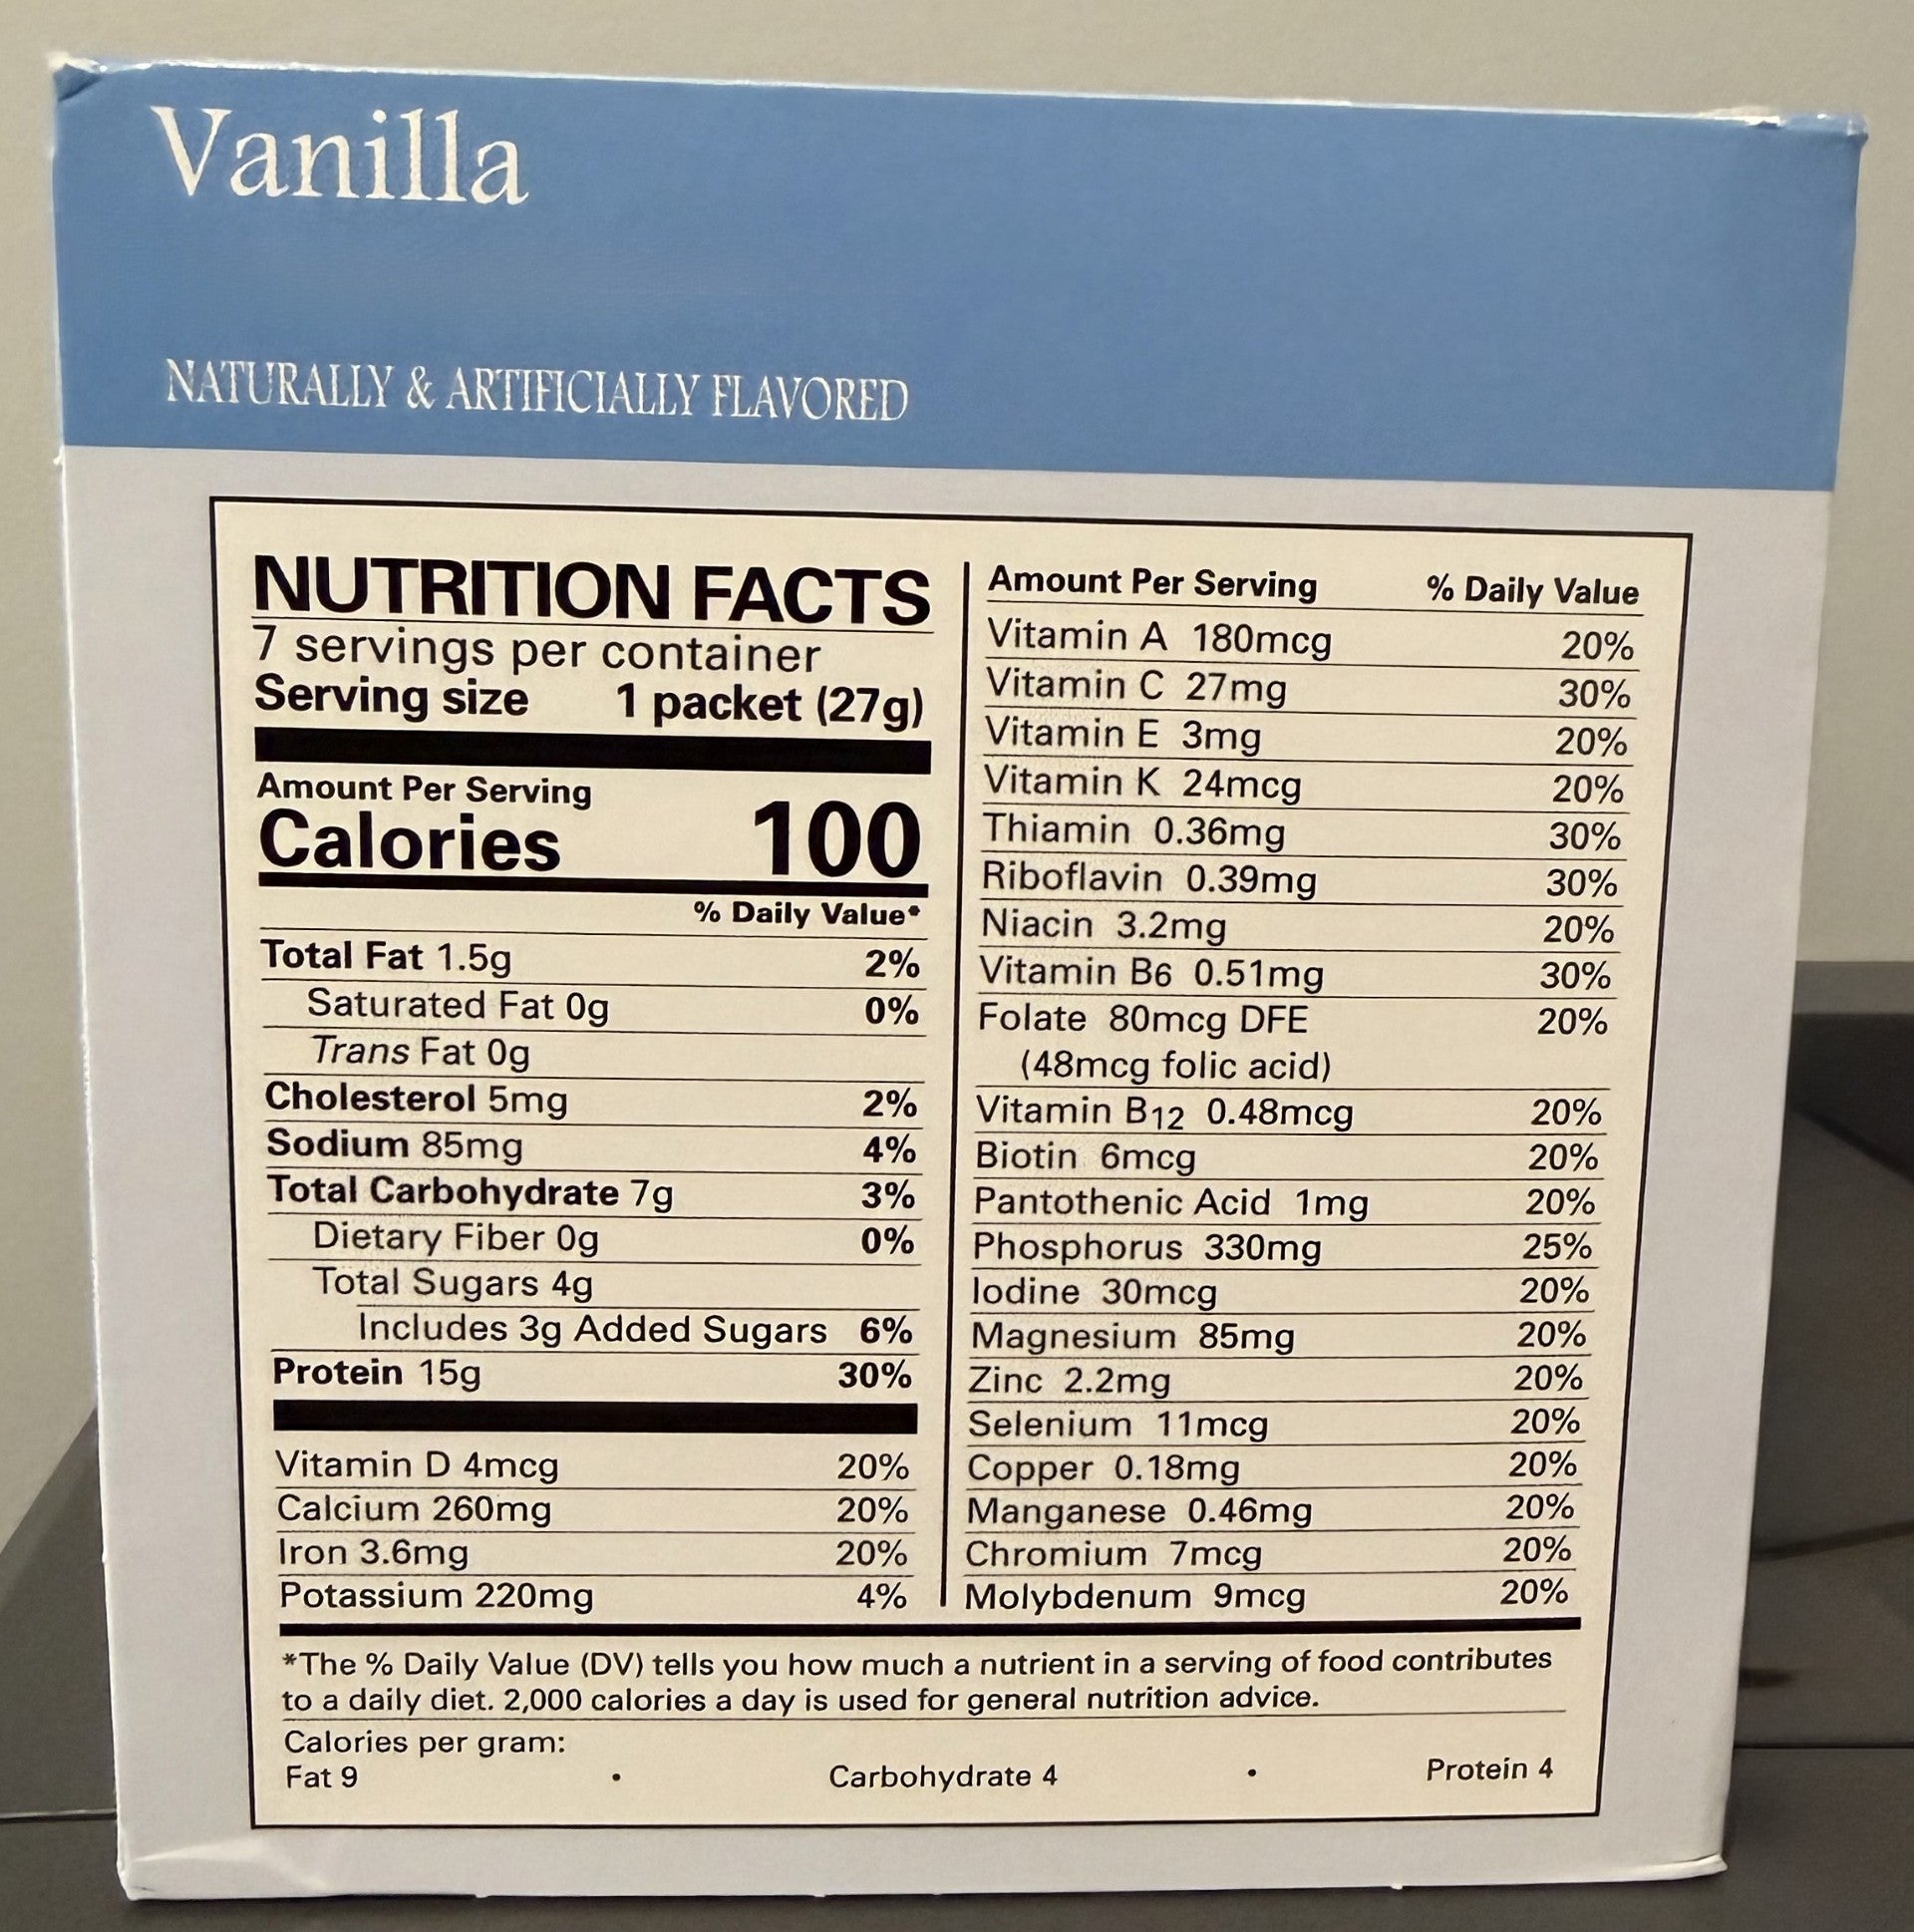 Vanilla
NATURALLY & ARTIFICIALLY FLAVORED
NUTRITION FACTS
7 servings per container
Serving size 1 packet (27g)
Amount Per Serving
Calories 100
% Daily Value*
Total Fat 1.5g 2%
Saturated Fat 0g 0%
Trans Fat 0g
Cholesterol 5mg 2%
Sodium 85mg 4%
Total Carbohydrate 7g 3%
Dietary Fiber 0g 0%
Total Sugars 4g
Includes 3g Added Sugars 6%
Protein 15g 30%
Vitamin D 4mcg 20%
Calcium 260mg 20%
Iron 3.6mg 20%
Potassium 220mg 4%
Amount Per Serving % Daily Value
Vitamin A 180mcg 20%
Vitamin C 27mg 30%
Vitamin E 3mg 20%
Vitamin K 24mcg 20%
Thiamin 0.36mg 30%
Riboflavin 0.39mg 30%
Niacin 3.2mg 20%
Vitamin B6 0.51mg 30%
Folate 80mcg DFE 20%
(48mcg folic acid)
Vitamin B12 0.48mcg 20%
Biotin 6mcg 20%
Pantothenic Acid 1mg 20%
Phosphorus 330mg 25%
Iodine 30mcg 20%
Magnesium 85mg 20%
Zinc 2.2mg 20%
Selenium 11mcg 20%
Copper 0.18mg 20%
Manganese 0.46mg 20%
Chromium 7mcg 20%
Molybdenum 9mcg 20%
*The % Daily Value (DV) tells you how much a nutrient in a serving of food contributes
to a daily diet. 2,000 calories a day is used for general nutrition advice.
Calories per gram:
Fat 9 • Carbohydrate 4 • Protein 4